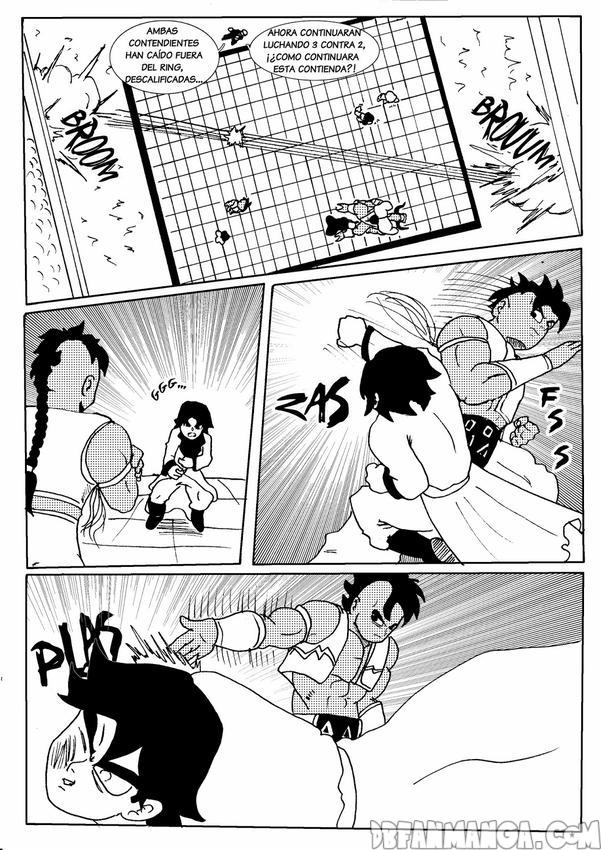 AMBAS
CONTENDIENTES
HAN CAÍDO FUERA
DEL RING,
DESCALIFICADAS...
AHORA CONTINUARAN
LUCHANDO 3 CONTRA 2,
¡¿COMO CONTINUARA
ESTA CONTIENDA?!
BROOM
BROUUM
GGG...
ZAS
FSSS
PLAS
DBFANMANGA.COM